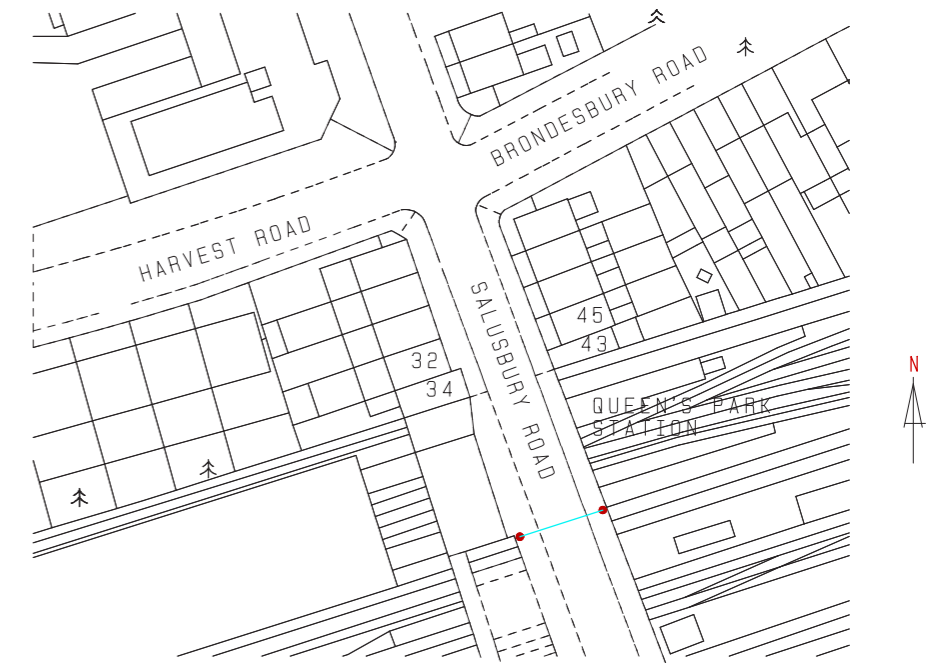 BRONDESBURY ROAD
HARVEST ROAD
SALUSBURY ROAD
45
43
32
34
N
QUEEN'S PARK
STATION